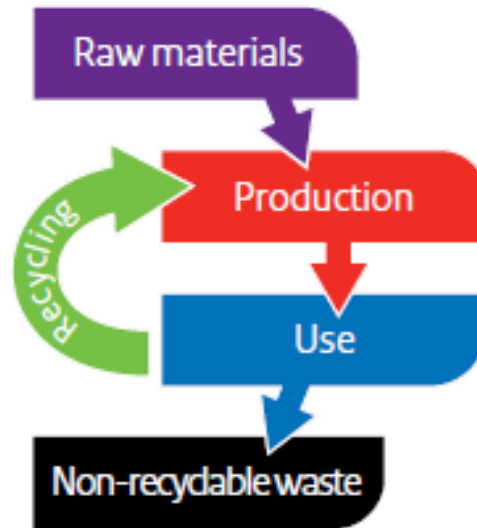 Raw materials
Production
Recycling
Use
Non-recyclable waste